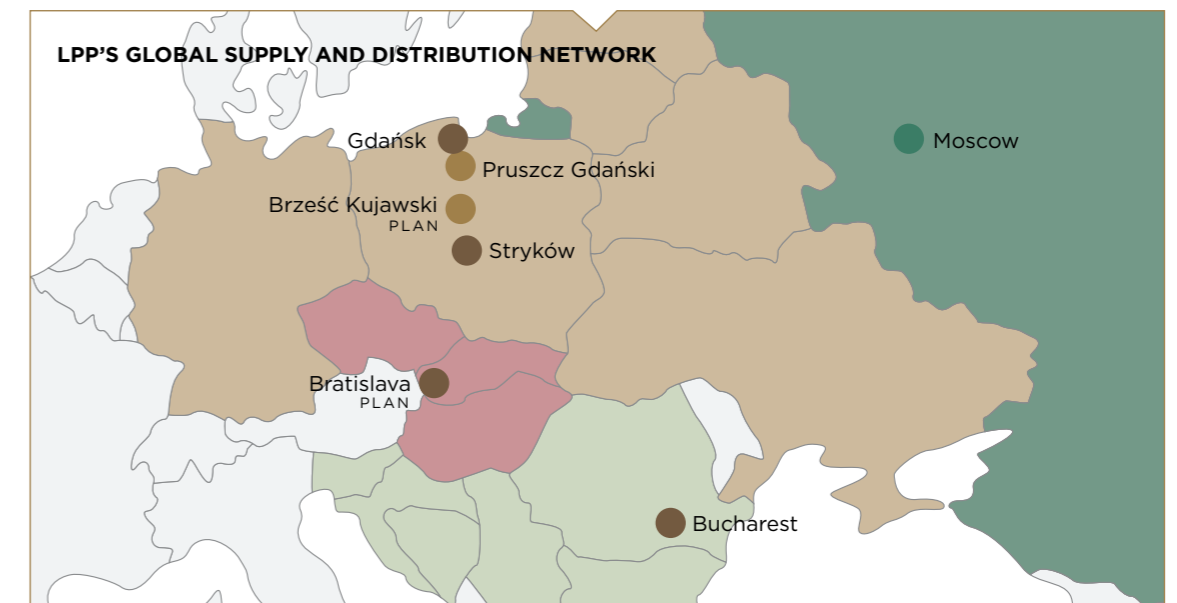 LPP'S GLOBAL SUPPLY AND DISTRIBUTION NETWORK
Gdańsk
Moscow
Pruszcz Gdański
Brześć Kujawski
PLAN
Stryków
Bratislava
PLAN
Bucharest